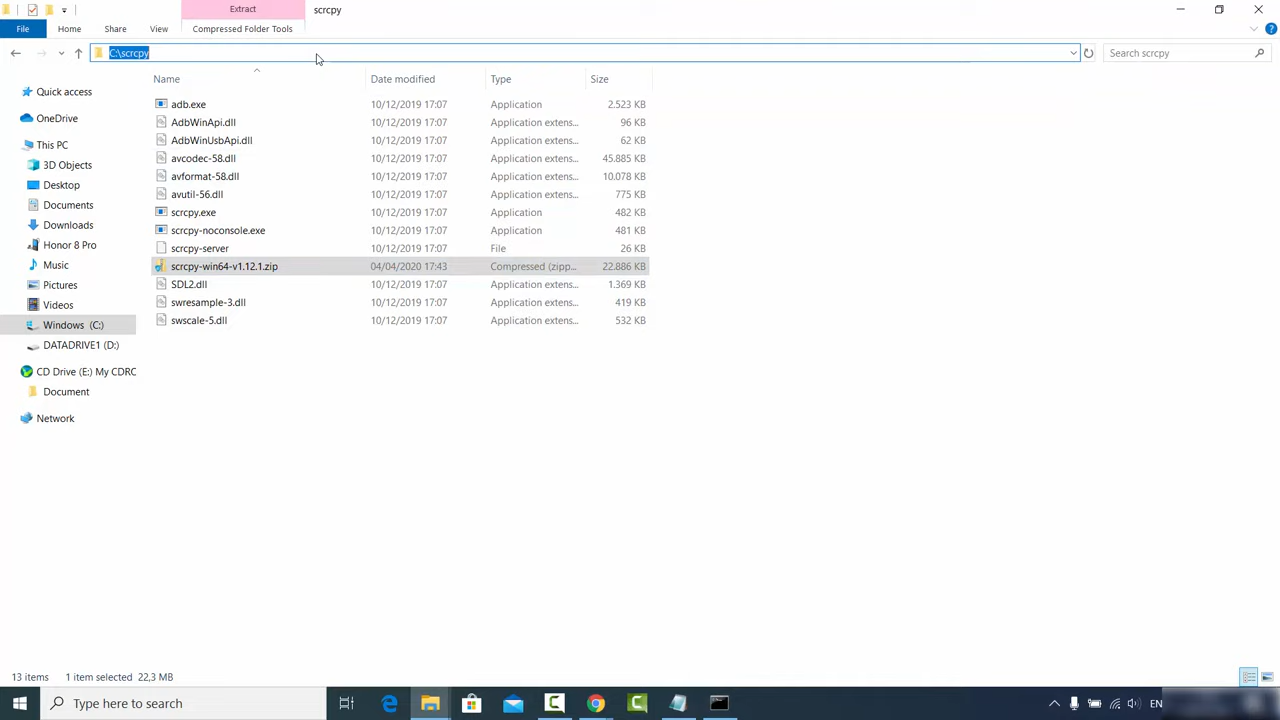 Extract
scrcpy
File
Home
Share
View
Compressed Folder Tools
C:\scrcpy
Search scrcpy
Name
Date modified
Type
Size
Quick access
OneDrive
This PC
3D Objects
Desktop
Documents
Downloads
Honor 8 Pro
Music
Pictures
Videos
Windows (C:)
DATADRIVE1 (D:)
CD Drive (E:) My CDRC
Document
Network
adb.exe 10/12/2019 17:07 Application 2.523 KB
AdbWinApi.dll 10/12/2019 17:07 Application extens... 96 KB
AdbWinUsbApi.dll 10/12/2019 17:07 Application extens... 62 KB
avcodec-58.dll 10/12/2019 17:07 Application extens... 45.885 KB
avformat-58.dll 10/12/2019 17:07 Application extens... 10.078 KB
avutil-56.dll 10/12/2019 17:07 Application extens... 775 KB
scrcpy.exe 10/12/2019 17:07 Application 482 KB
scrcpy-noconsole.exe 10/12/2019 17:07 Application 481 KB
scrcpy-server 10/12/2019 17:07 File 26 KB
scrcpy-win64-v1.12.1.zip 04/04/2020 17:43 Compressed (zipp... 22.886 KB
SDL2.dll 10/12/2019 17:07 Application extens... 1.369 KB
swresample-3.dll 10/12/2019 17:07 Application extens... 419 KB
swscale-5.dll 10/12/2019 17:07 Application extens... 532 KB
13 items
1 item selected 22,3 MB
Type here to search
EN